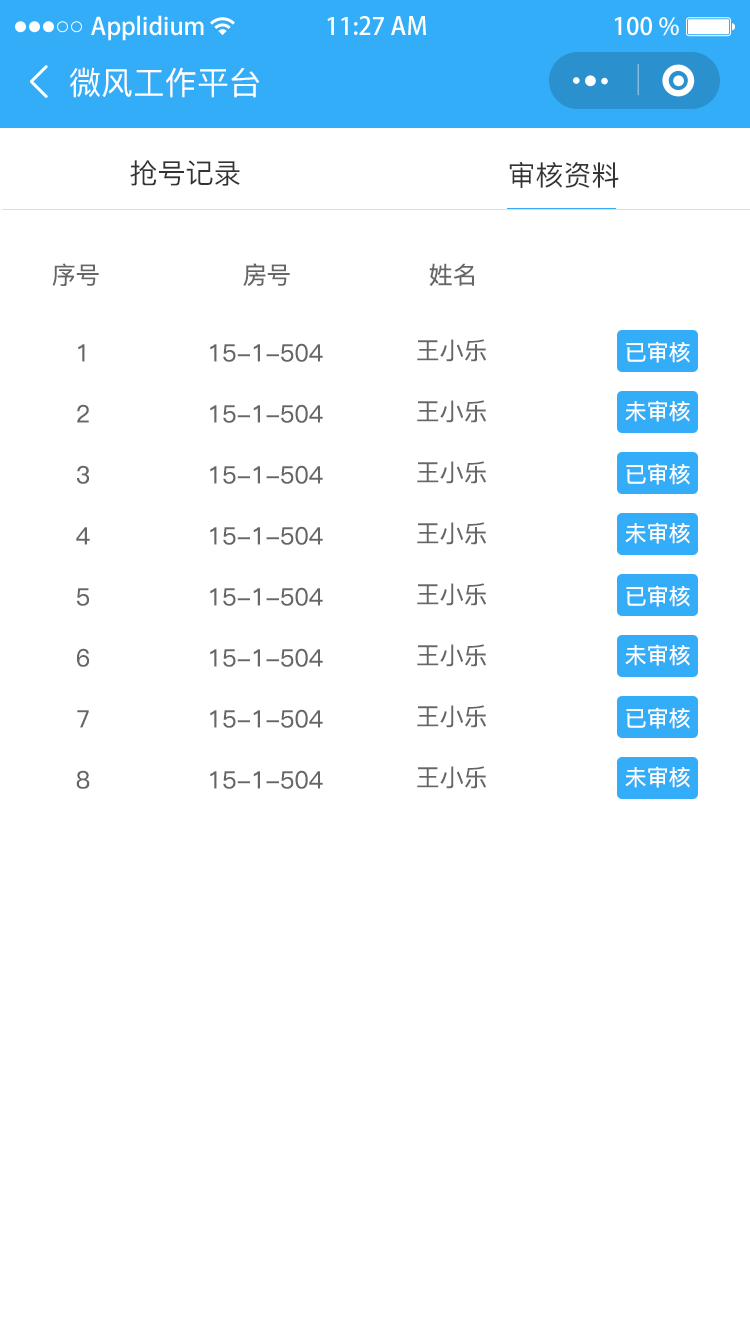 Applidium 11:27 AM 100 %
微风工作平台
抢号记录 审核资料
序号 房号 姓名
1 15-1-504 王小乐 已审核
2 15-1-504 王小乐 未审核
3 15-1-504 王小乐 已审核
4 15-1-504 王小乐 未审核
5 15-1-504 王小乐 已审核
6 15-1-504 王小乐 未审核
7 15-1-504 王小乐 已审核
8 15-1-504 王小乐 未审核